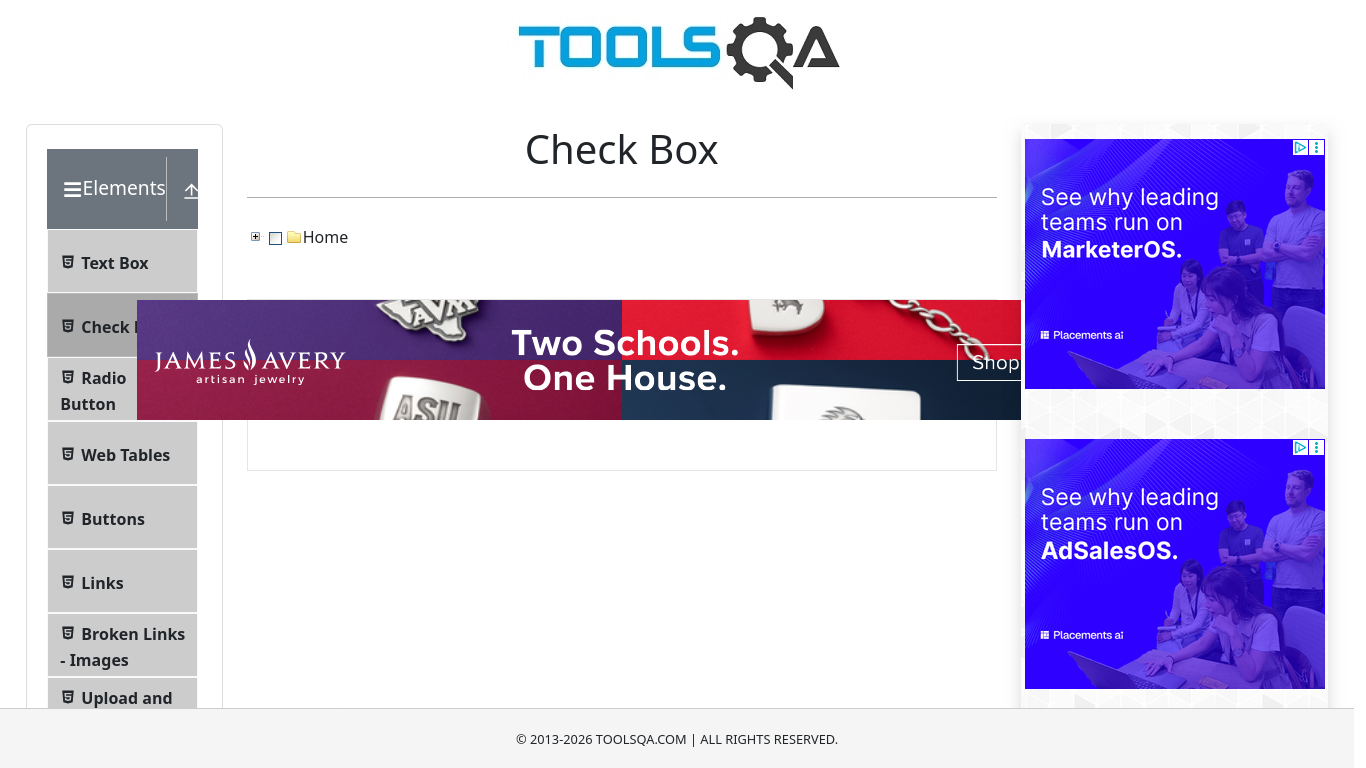 TOOLSQA
Check Box
Elements
Home
Text Box
Check
Radio
Button
Web Tables
Buttons
Links
Broken Links
- Images
Upload and
JAMES AVERY
artisan jewelry
Two Schools.
One House.
Shop
ASU
See why leading
teams run on
MarketerOS.
Placements ai
See why leading
teams run on
AdSalesOS.
Placements ai
© 2013-2026 TOOLSQA.COM | ALL RIGHTS RESERVED.